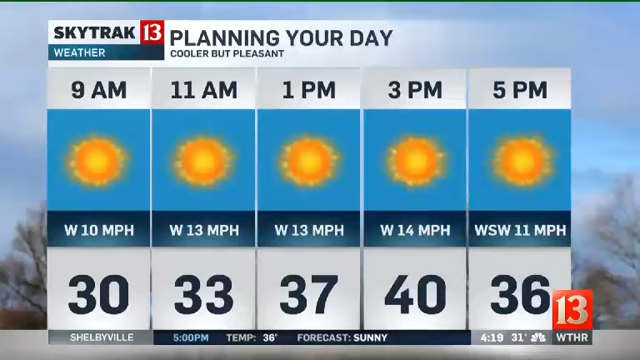 SKYTRAK 13
WEATHER
PLANNING YOUR DAY
COOLER BUT PLEASANT
9 AM 11 AM 1 PM 3 PM 5 PM
W 10 MPH W 13 MPH W 13 MPH W 14 MPH WSW 11 MPH
30 33 37 40 36
13
SHELBYVILLE 5:00PM TEMP: 36° FORECAST: SUNNY 4:19 31° WTHR